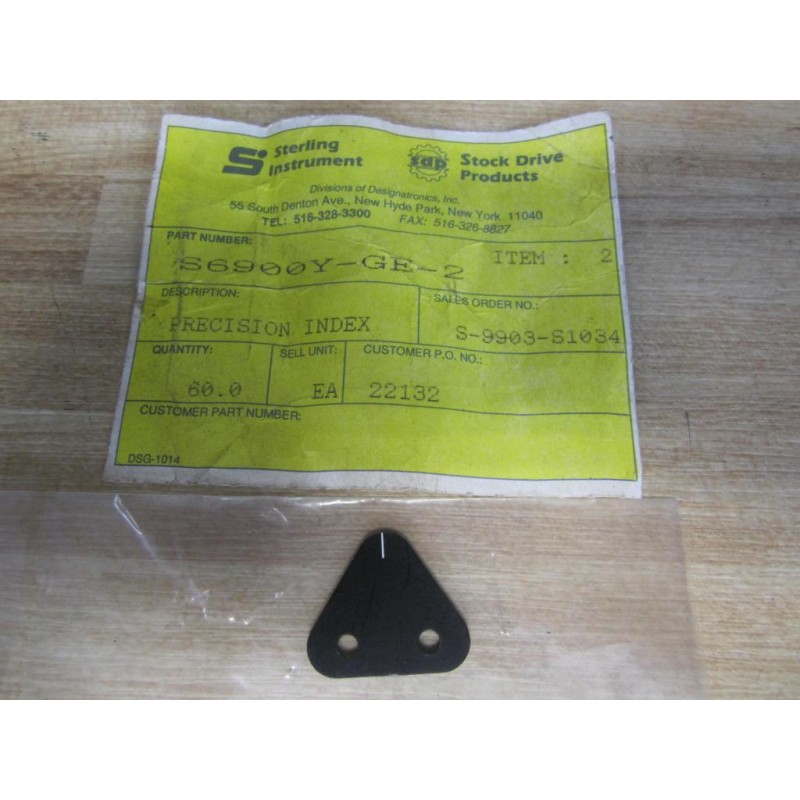 Sterling
Instrument
sdp
Stock Drive
Products
Divisions of Designatronics, Inc.
55 South Denton Ave., New Hyde Park, New York 11040
TEL: 516-328-3300 FAX: 516-326-8827
PART NUMBER:
S6900Y-GE-2 ITEM : 2
DESCRIPTION:
PRECISION INDEX
SALES ORDER NO.:
S-9903-S1034
QUANTITY:
60.0
SELL UNIT:
EA
CUSTOMER P.O. NO.:
22132
CUSTOMER PART NUMBER:
DSG-1014